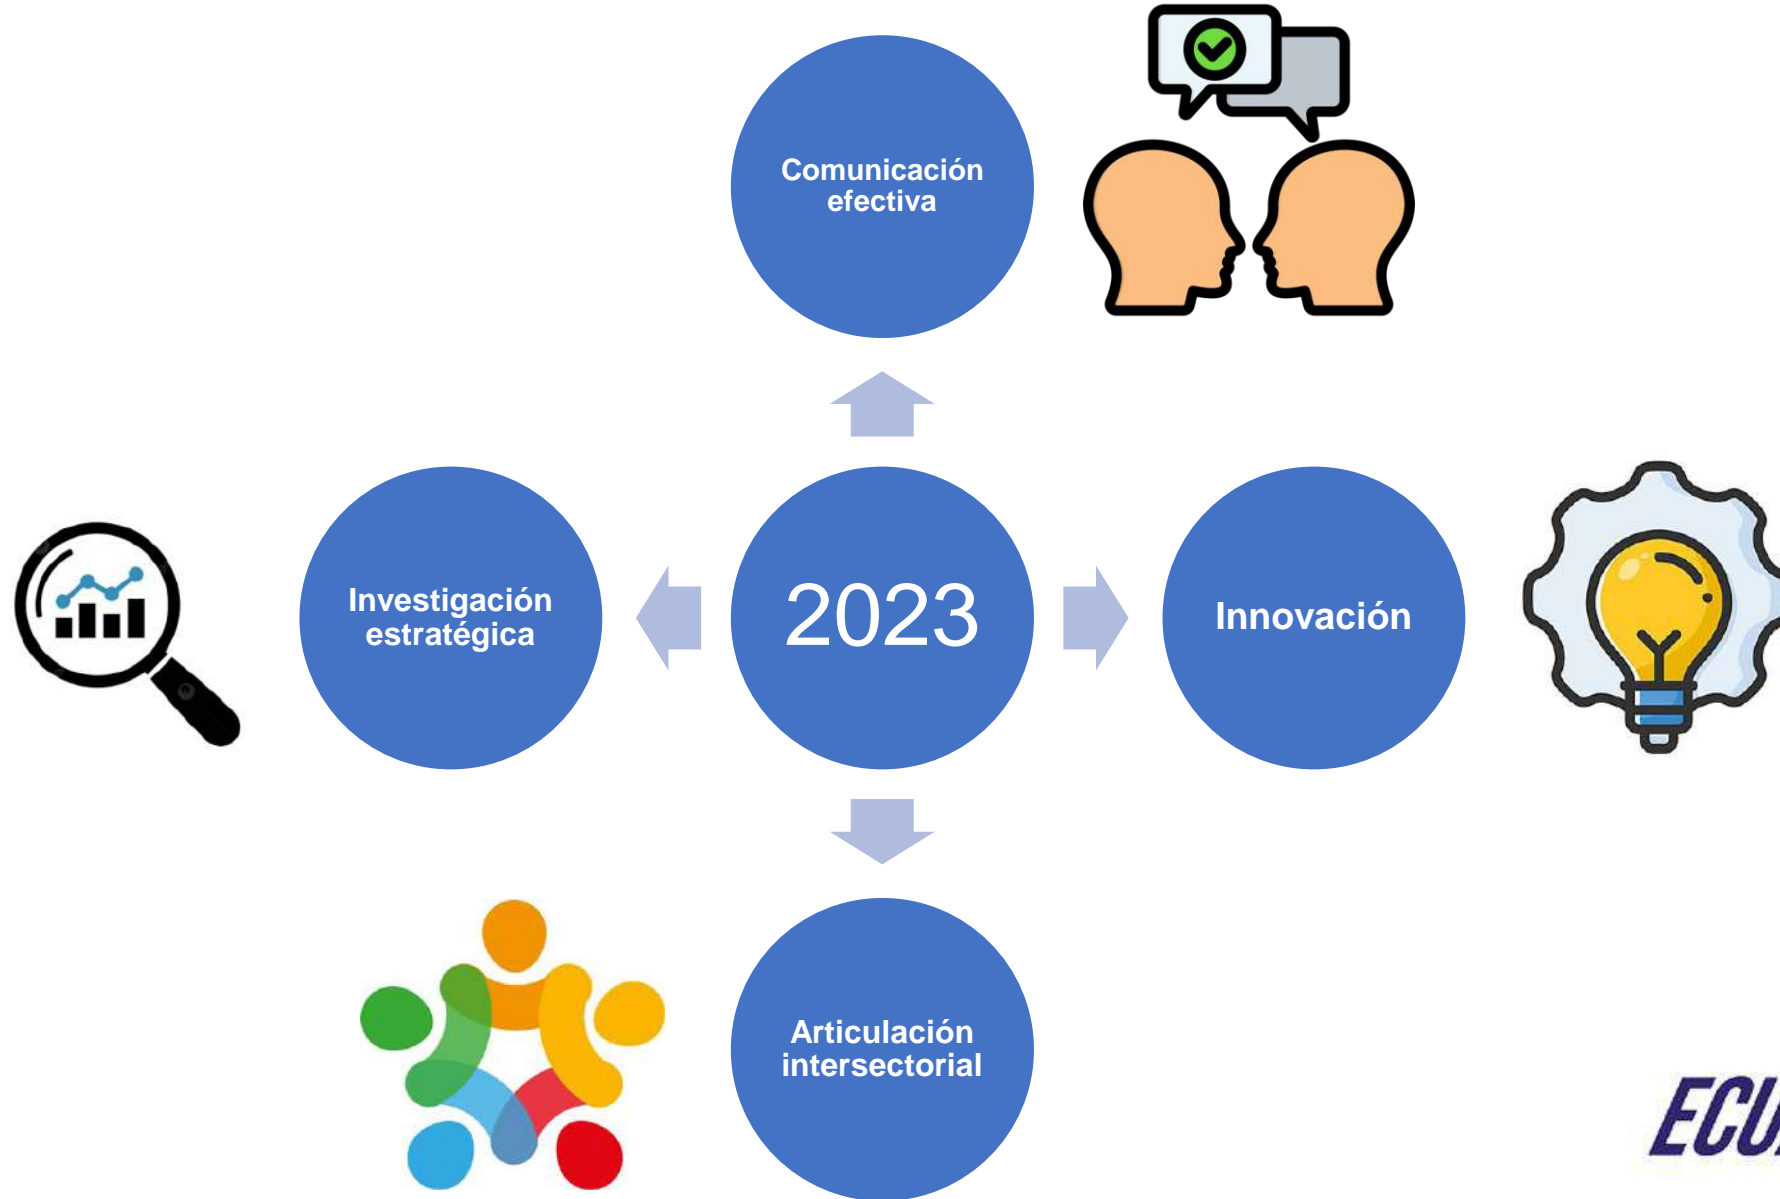 Comunicación
efectiva
Investigación
estratégica
2023
Innovación
Articulación
intersectorial